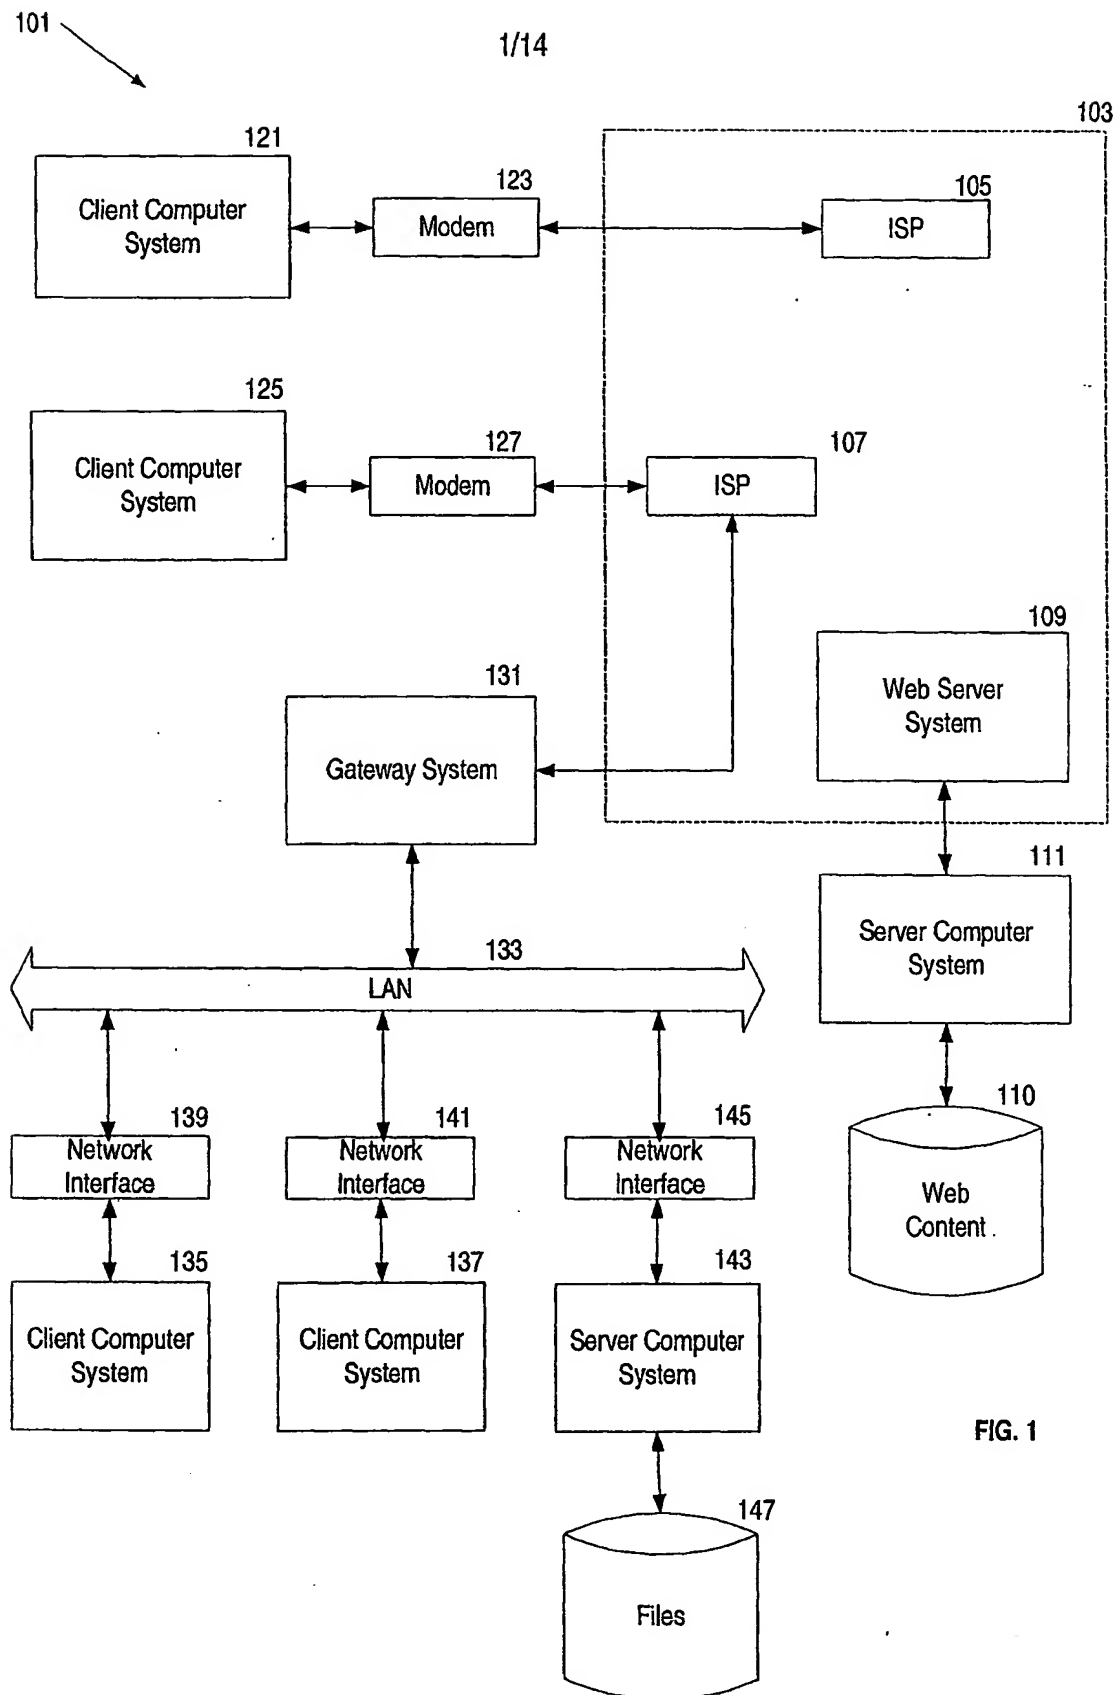 101
1/14
103
121
Client Computer
System
123
Modem
105
ISP
125
Client Computer
System
127
Modem
107
ISP
109
Web Server
System
131
Gateway System
111
Server Computer
System
133
LAN
110
Web
Content
139
Network
Interface
141
Network
Interface
145
Network
Interface
135
Client Computer
System
137
Client Computer
System
143
Server Computer
System
FIG. 1
147
Files